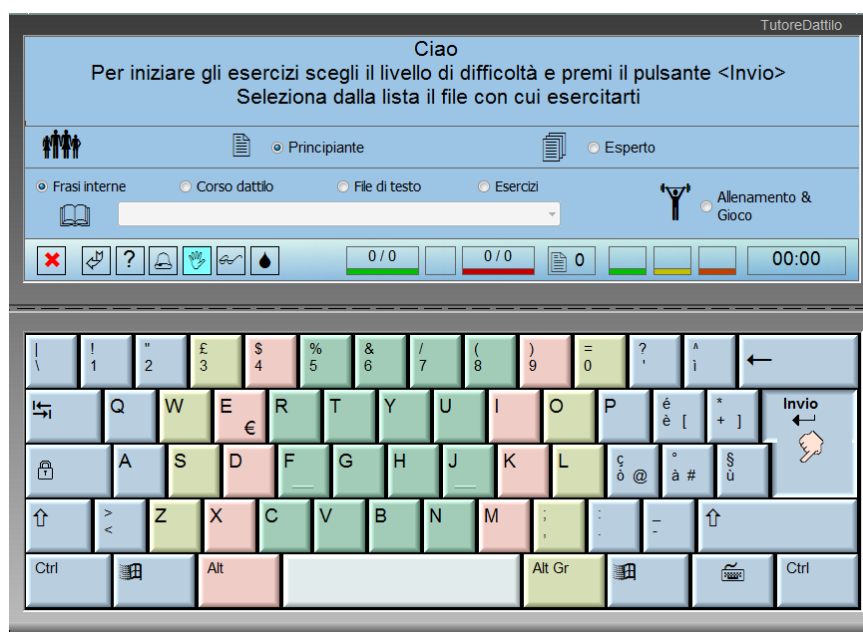 TutoreDattilo
Ciao
Per iniziare gli esercizi scegli il livello di difficoltà e premi il pulsante <Invio>
Seleziona dalla lista il file con cui esercitarti
Principiante Esperto
Frasi interne Corso dattilo File di testo Esercizi Allenamento &
Gioco
? 0 / 0 0 / 0 0 00:00
| ! " £ $ % & / ( ) = ? ^
\ 1 2 3 4 5 6 7 8 9 0 ' ì ←
Q W E € R T Y U I O P é è [ * + ] Invio
A S D F G H J K L ç ò @ ° à # § ù
⇧ > < Z X C V B N M ; , : . _ - ⇧
Ctrl Alt Alt Gr Ctrl